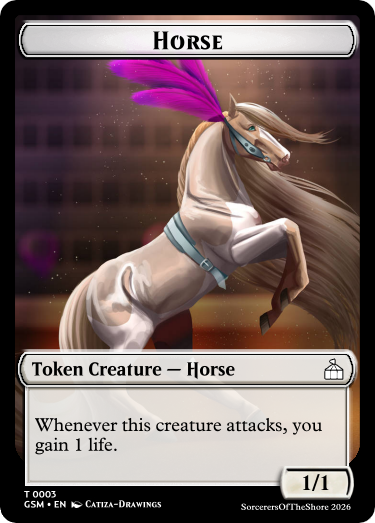 Horse
Token Creature — Horse
Whenever this creature attacks, you
gain 1 life.
1/1
T 0003
GSM • EN Catiza-Drawings
SorcerersOfTheShore 2026